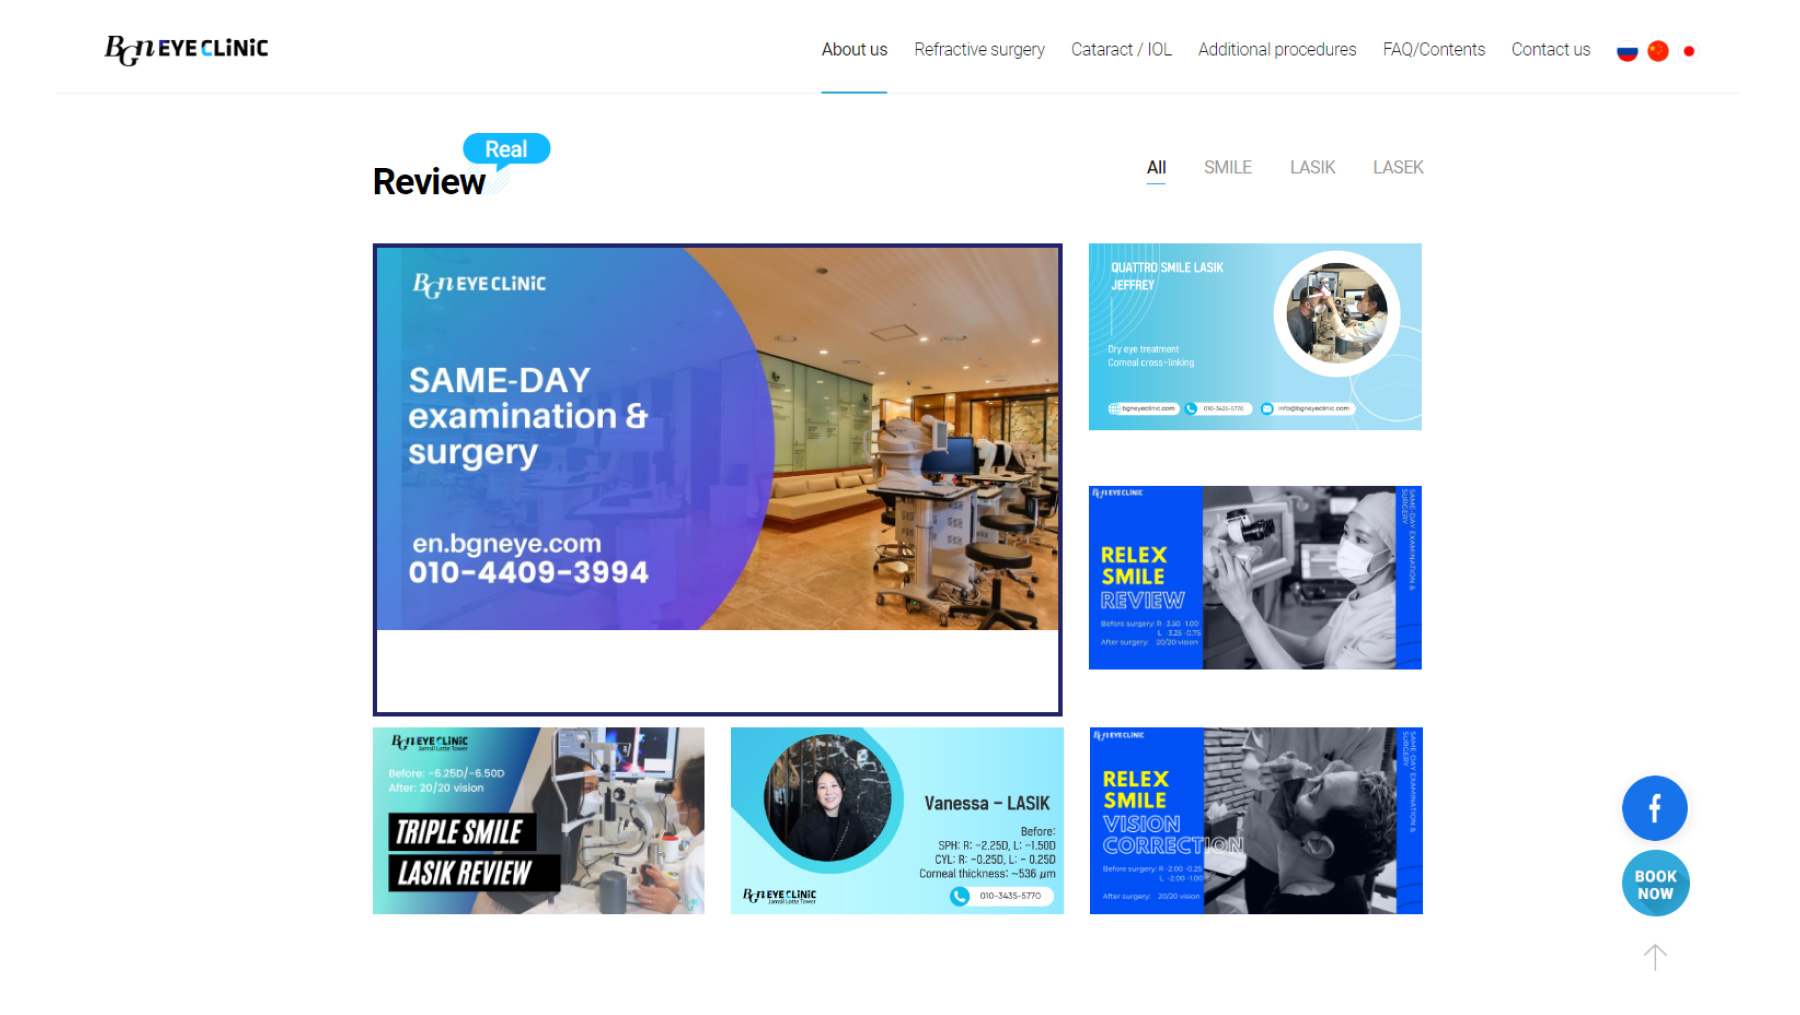 BGN EYE CLiNiC
About us
Refractive surgery
Cataract / IOL
Additional procedures
FAQ/Contents
Contact us
Real
Review
All
SMILE
LASIK
LASEK
BGN EYE CLiNiC
SAME-DAY
examination &
surgery
en.bgneye.com
010-4409-3994
QUATTRO SMILE LASIK
JEFFREY
Dry eye treatment
Corneal cross-linking
bgneyeclinic.com
010-3435-5770
info@bgneyeclinic.com
BGN EYE CLiNiC
RELEX
SMILE
REVIEW
Before surgery: R -3.50 -1.00
L -3.25 -0.75
After surgery: 20/20 vision
SAME-DAY EXAMINATION &
SURGERY
BGN EYE CLiNiC
Jamsil Lotte Tower
Before: -6.25D/-6.50D
After: 20/20 vision
TRIPLE SMILE
LASIK REVIEW
Vanessa - LASIK
Before:
SPH: R: -2.25D, L: -1.50D
CYL: R: -0.25D, L: - 0.25D
Corneal thickness: ~536 μm
BGN EYE CLiNiC
Jamsil Lotte Tower
010-3435-5770
BGN EYE CLiNiC
RELEX
SMILE
VISION
CORRECTION
Before surgery: R -2.00 -0.25
L -2.00 -1.00
After surgery: 20/20 vision
SAME-DAY EXAMINATION &
SURGERY
f
BOOK
NOW